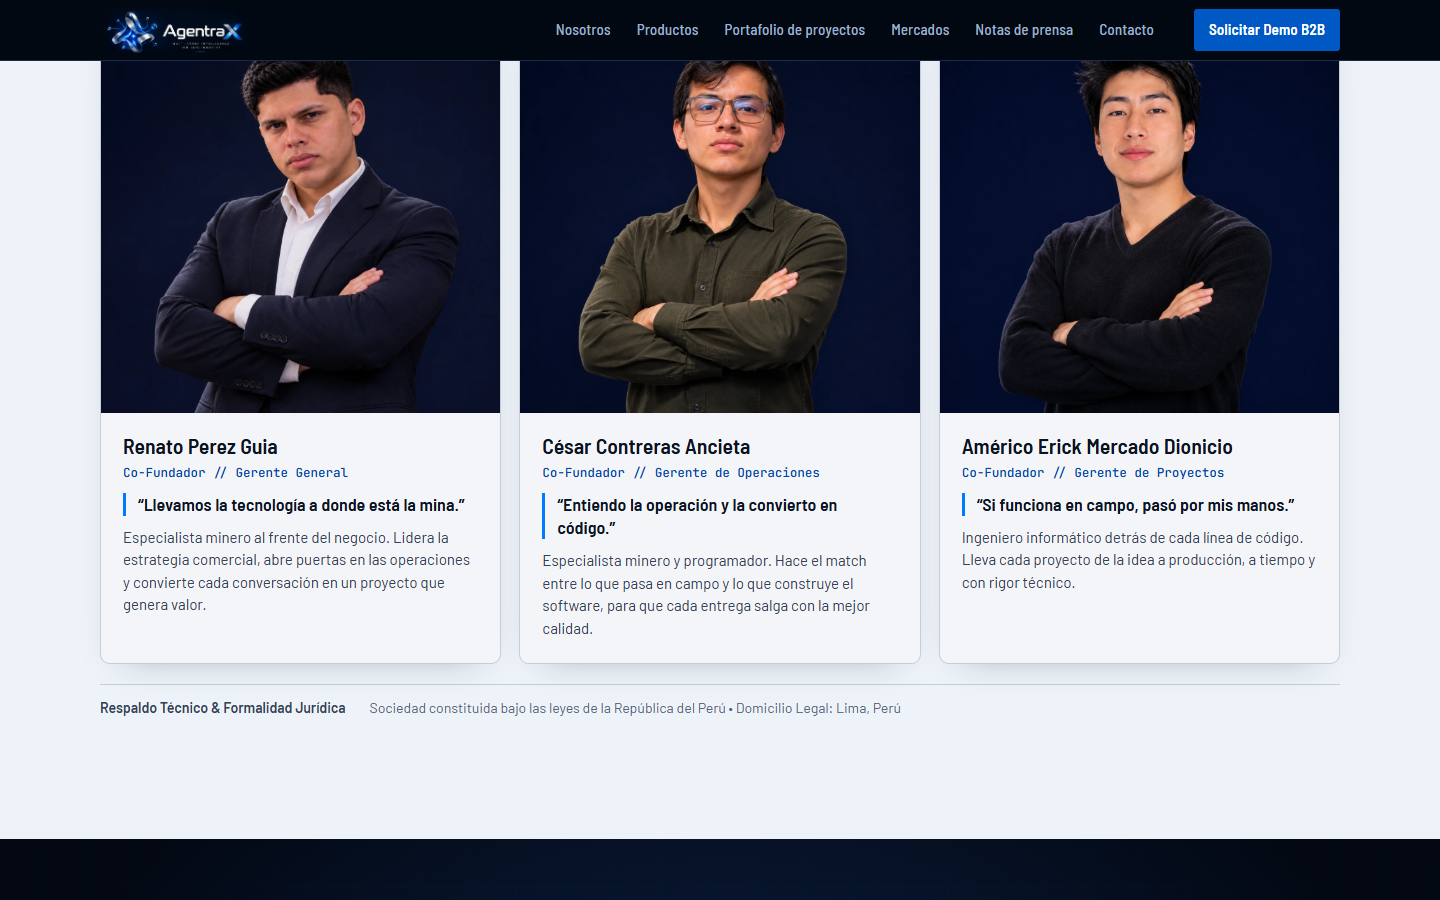 AgentraX
Nosotros
Productos
Portafolio de proyectos
Mercados
Notas de prensa
Contacto
Solicitar Demo B2B
Renato Perez Guia
Co-Fundador // Gerente General
“Llevamos la tecnología a donde está la mina.”
Especialista minero al frente del negocio. Lidera la
estrategia comercial, abre puertas en las operaciones
y convierte cada conversación en un proyecto que
genera valor.
César Contreras Ancieta
Co-Fundador // Gerente de Operaciones
“Entiendo la operación y la convierto en
código.”
Especialista minero y programador. Hace el match
entre lo que pasa en campo y lo que construye el
software, para que cada entrega salga con la mejor
calidad.
Américo Erick Mercado Dionicio
Co-Fundador // Gerente de Proyectos
“Si funciona en campo, pasó por mis manos.”
Ingeniero informático detrás de cada línea de código.
Lleva cada proyecto de la idea a producción, a tiempo y
con rigor técnico.
Respaldo Técnico & Formalidad Jurídica
Sociedad constituida bajo las leyes de la República del Perú • Domicilio Legal: Lima, Perú